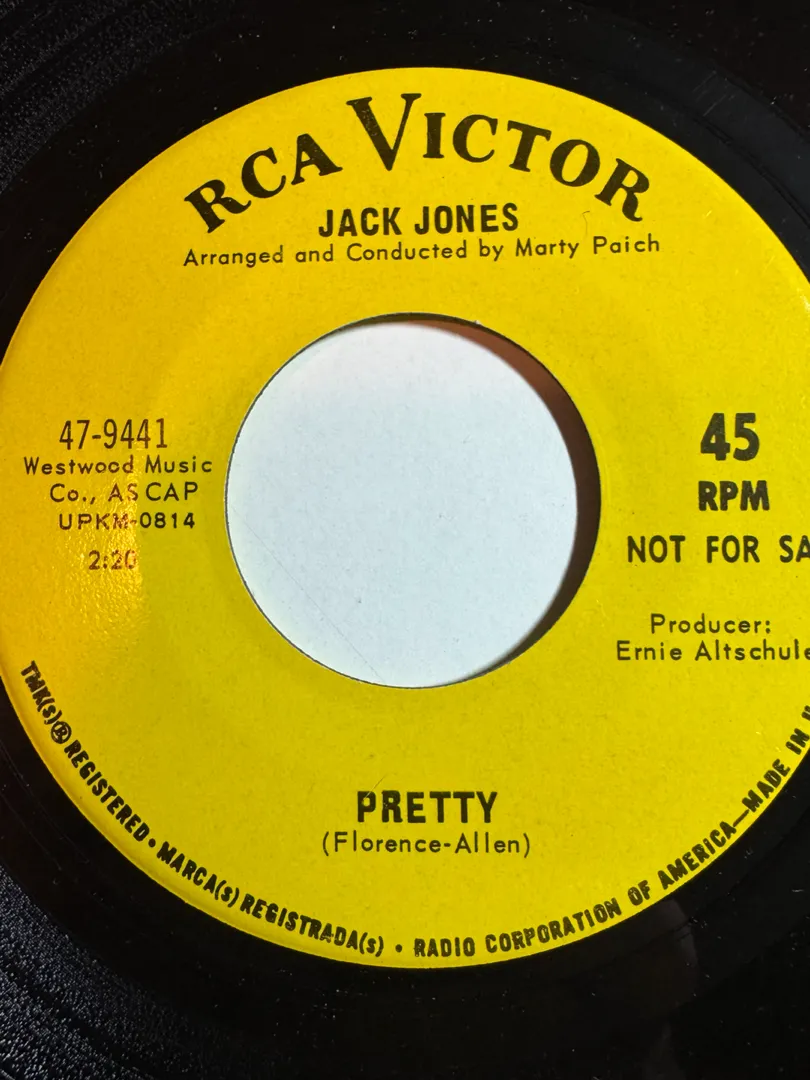 RCA VICTOR
JACK JONES
Arranged and Conducted by Marty Paich
47-9441
Westwood Music
Co., ASCAP
UPKM-0814
2:20
45
RPM
NOT FOR SA
Producer:
Ernie Altschule
PRETTY
(Florence-Allen)
TMK(s) ® REGISTERED • MARCA(s) REGISTRADA(s) • RADIO CORPORATION OF AMERICA—MADE IN